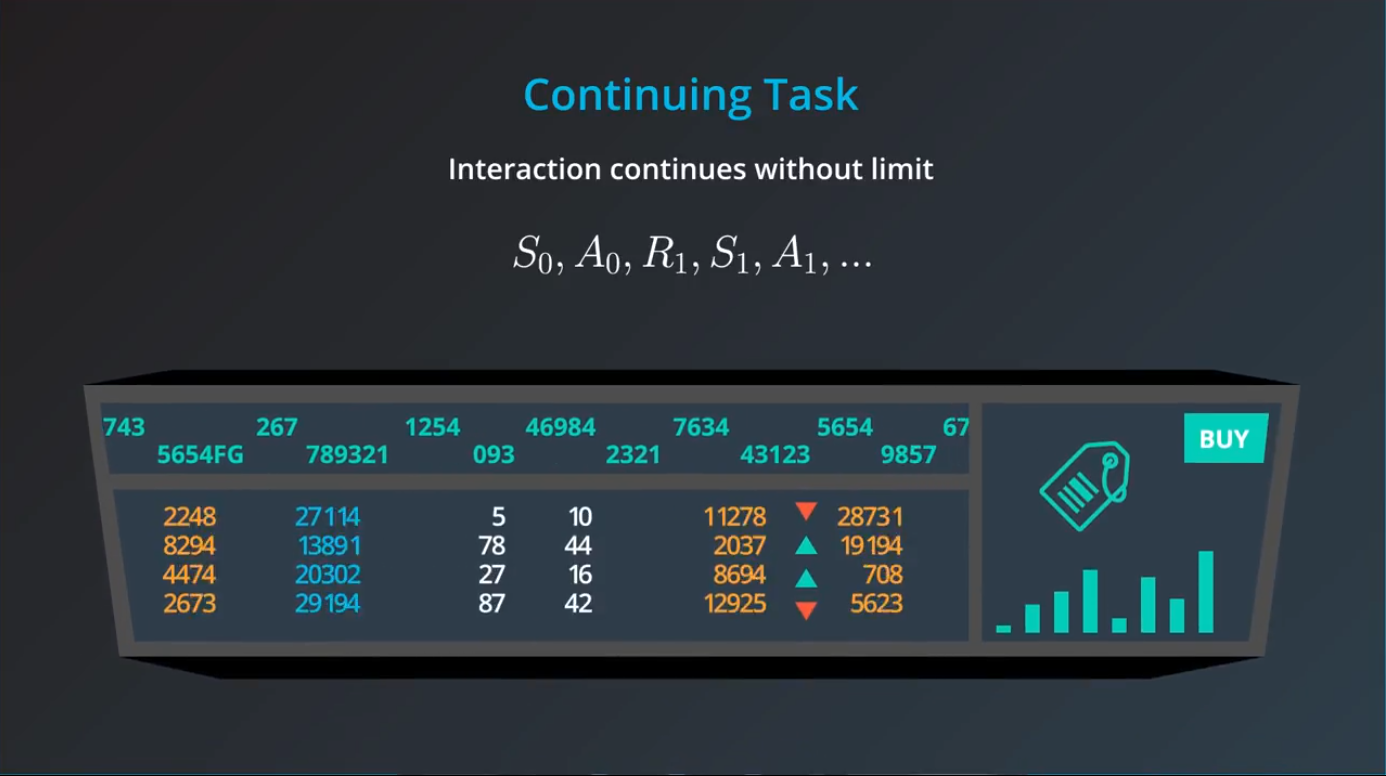 Continuing Task
Interaction continues without limit
S₀, A₀, R₁, S₁, A₁, ...
743 267 1254 46984 7634 5654 67
5654FG 789321 093 2321 43123 9857
BUY
2248 27114 5 10 11278 28731
8294 13891 78 44 2037 19194
4474 20302 27 16 8694 708
2673 29194 87 42 12925 5623